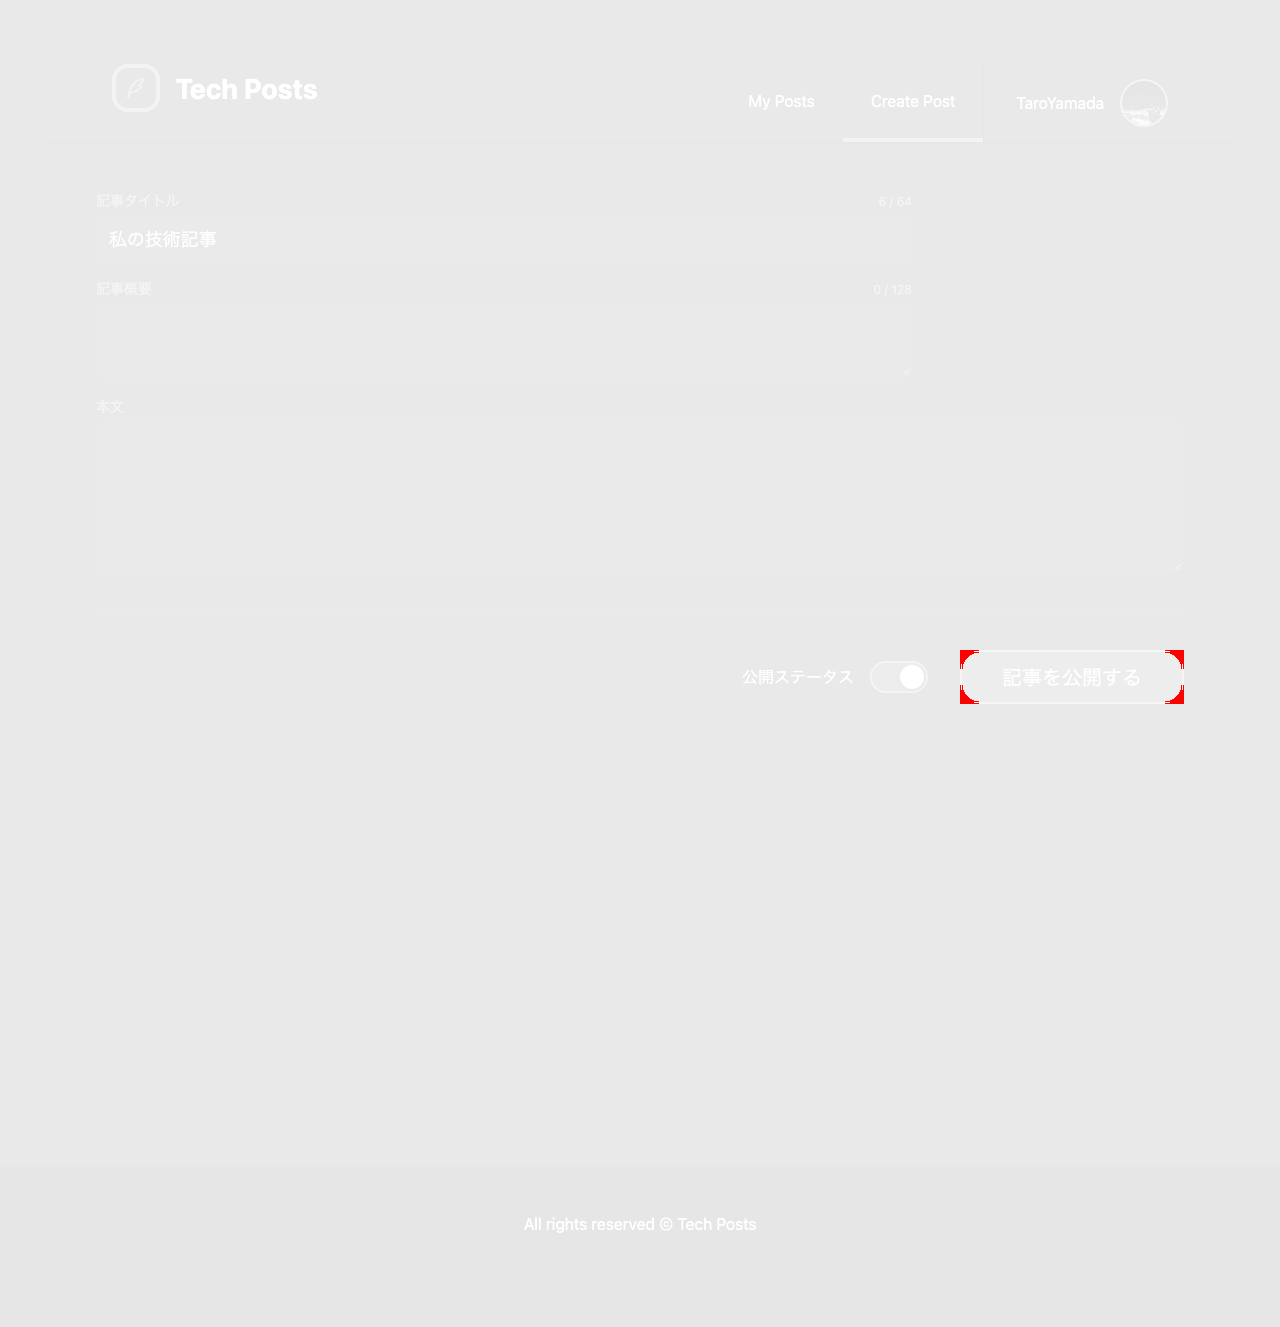 Tech Posts
My Posts
Create Post
TaroYamada
記事タイトル
6 / 64
私の技術記事
記事概要
0 / 128
本文
公開ステータス
記事を公開する
All rights reserved © Tech Posts